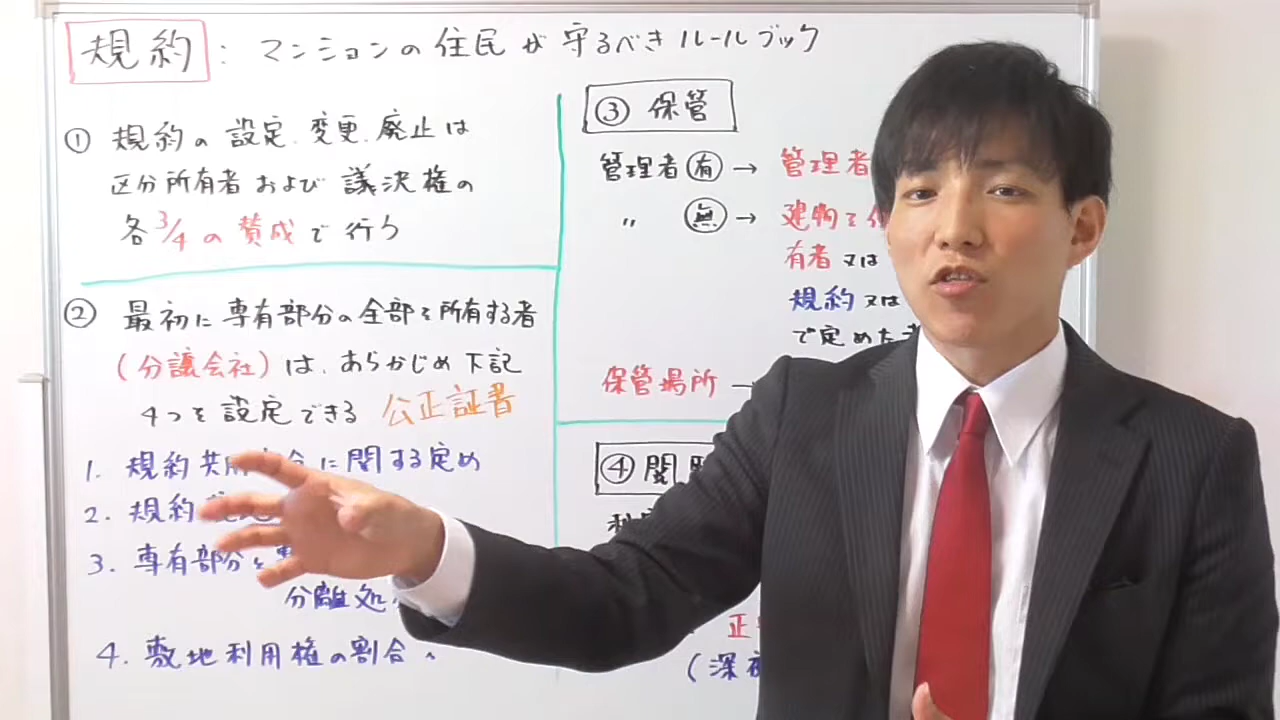 規約：マンションの住民が守るべきルールブック
① 規約の設定、変更、廃止は
区分所有者および議決権の
各3/4の賛成で行う
② 最初に専有部分の全部を所有する者
(分譲会社)は、あらかじめ下記
4つを設定できる 公正証書
1. 規約共用に関する定め
2. 規約
3. 専有部分と
分離処
4. 敷地利用権の割合
③ 保管
管理者 有 → 管理者
〃 無 → 建物を
有者 又は
規約 又は
で定めた
保管場所 →
④ 閲
利
正
(深夜